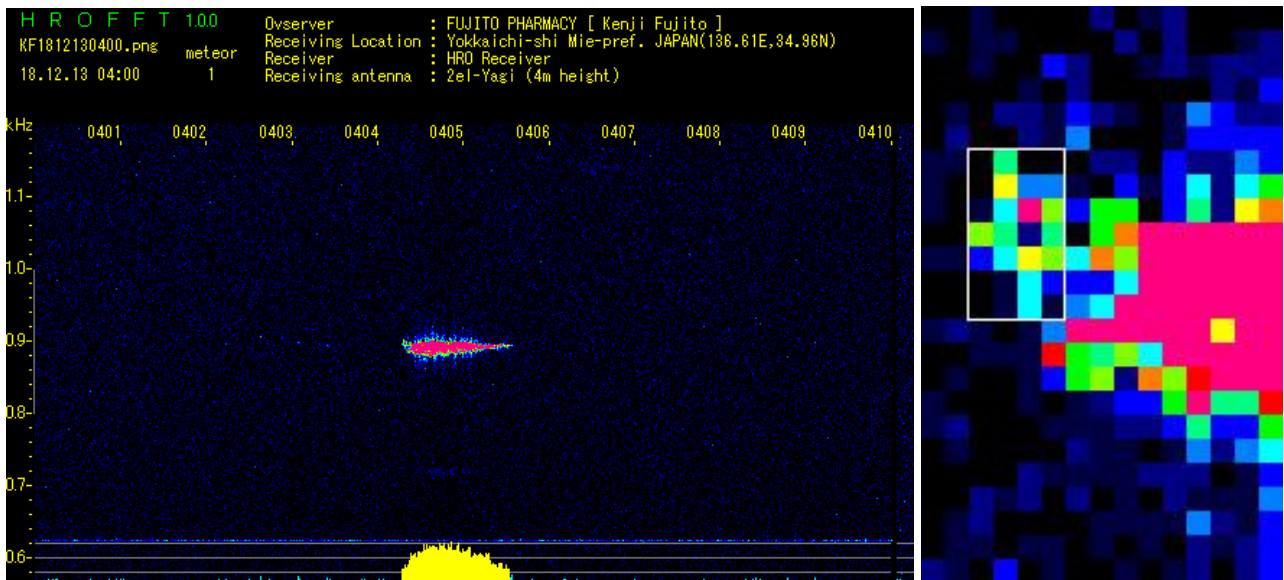 H R O F F T 1.0.0
KF1812130400.png
meteor
18.12.13 04:00 1
Ovserver : FUJITO PHARMACY [ Kenji Fujito ]
Receiving Location : Yokkaichi-shi Mie-pref. JAPAN(136.61E,34.96N)
Receiver : HRO Receiver
Receiving antenna : 2el-Yagi (4m height)
kHz 0401 0402 0403 0404 0405 0406 0407 0408 0409 0410
1.1
1.0
0.9
0.8
0.7
0.6